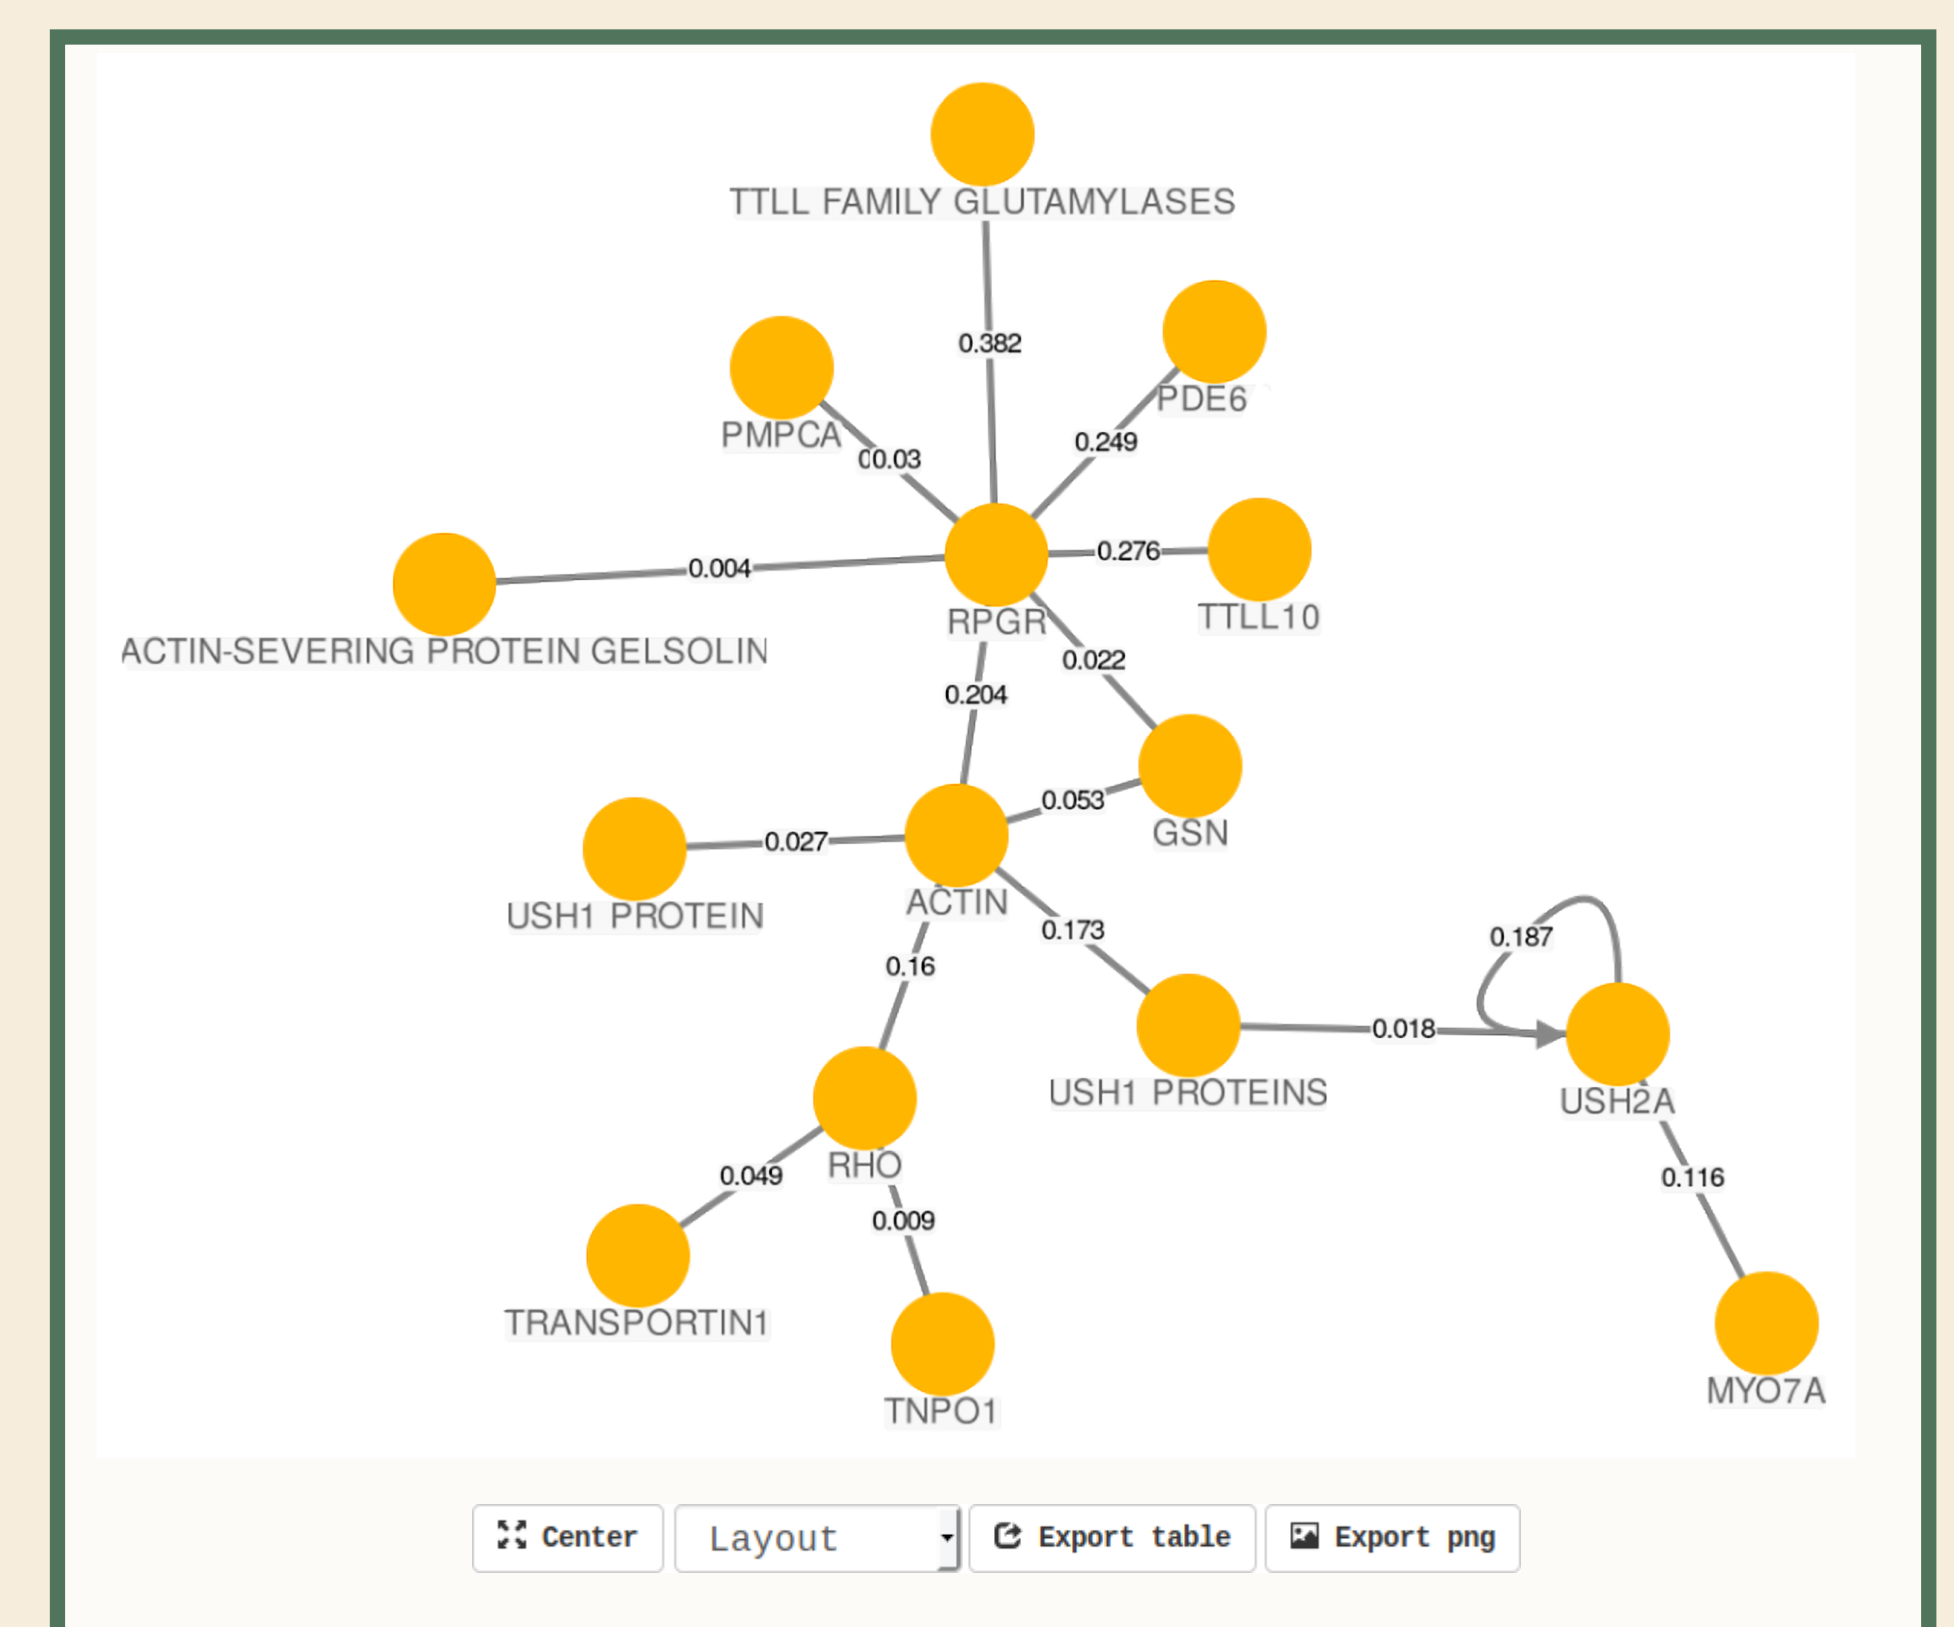 TTLL FAMILY GLUTAMYLASES
0.382
PDE6
PMPCA
0.249
00.03
0.276
0.004
TTLL10
RPGR
ACTIN-SEVERING PROTEIN GELSOLIN
0.022
0.204
0.053
GSN
0.027
ACTIN
USH1 PROTEIN
0.173
0.187
0.16
0.018
USH1 PROTEINS
USH2A
RHO
0.049
0.116
0.009
TRANSPORTIN1
MYO7A
TNPO1
Center Layout Export table Export png